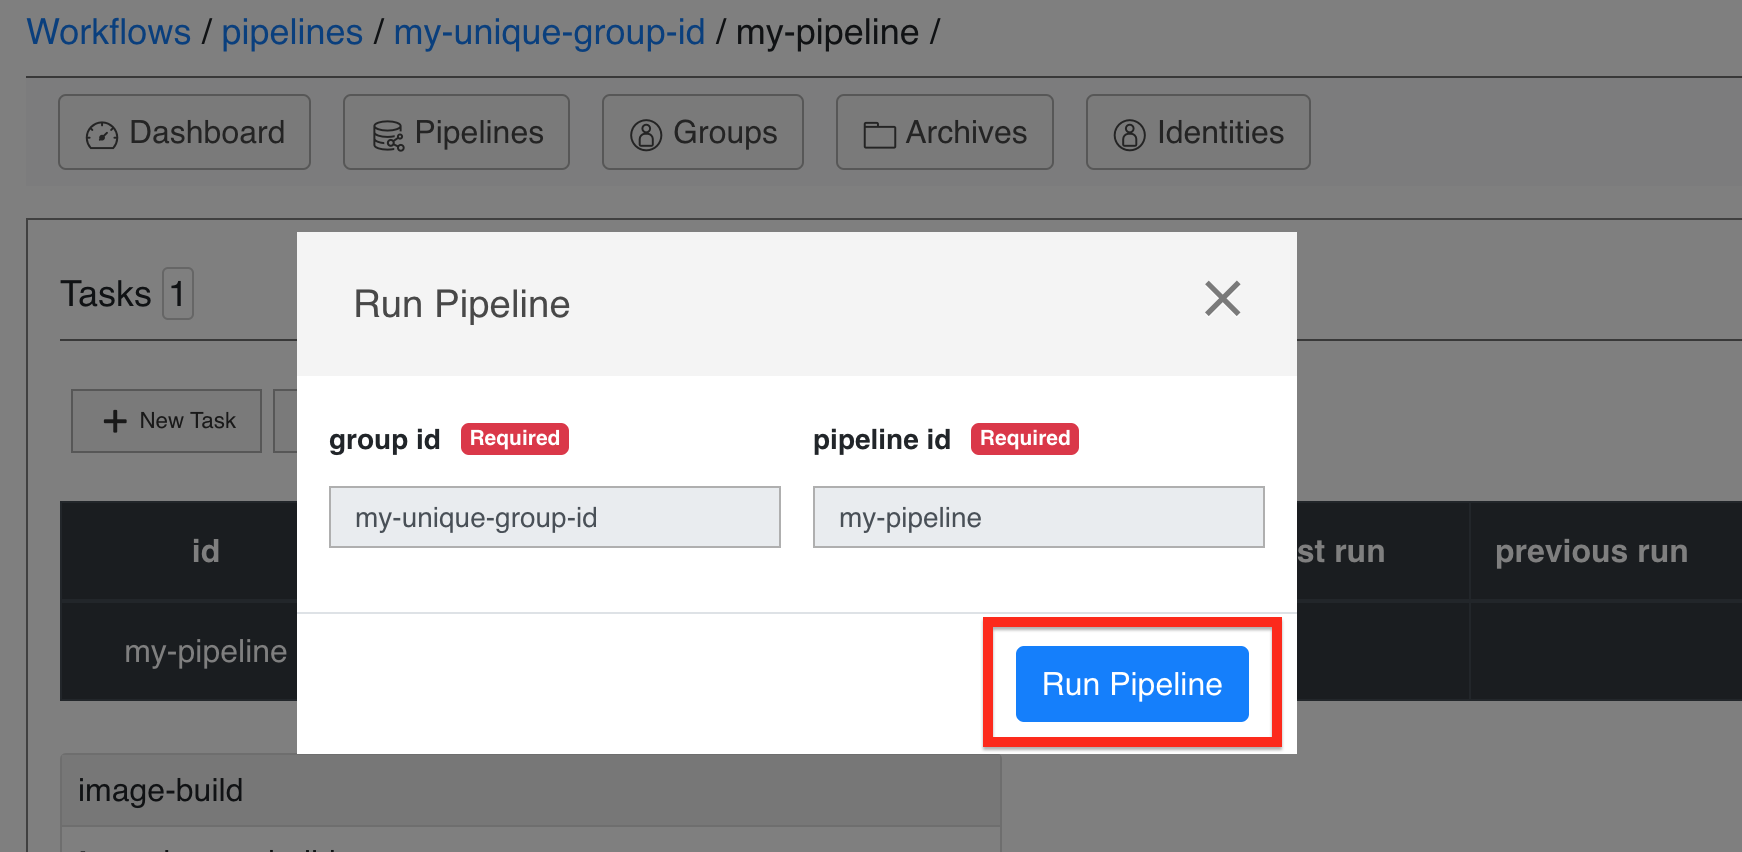 Workflows / pipelines / my-unique-group-id / my-pipeline /
Dashboard Pipelines Groups Archives Identities
Tasks 1
Run Pipeline
New Task
group id Required pipeline id Required
my-unique-group-id my-pipeline
id st run previous run
my-pipeline
Run Pipeline
image-build